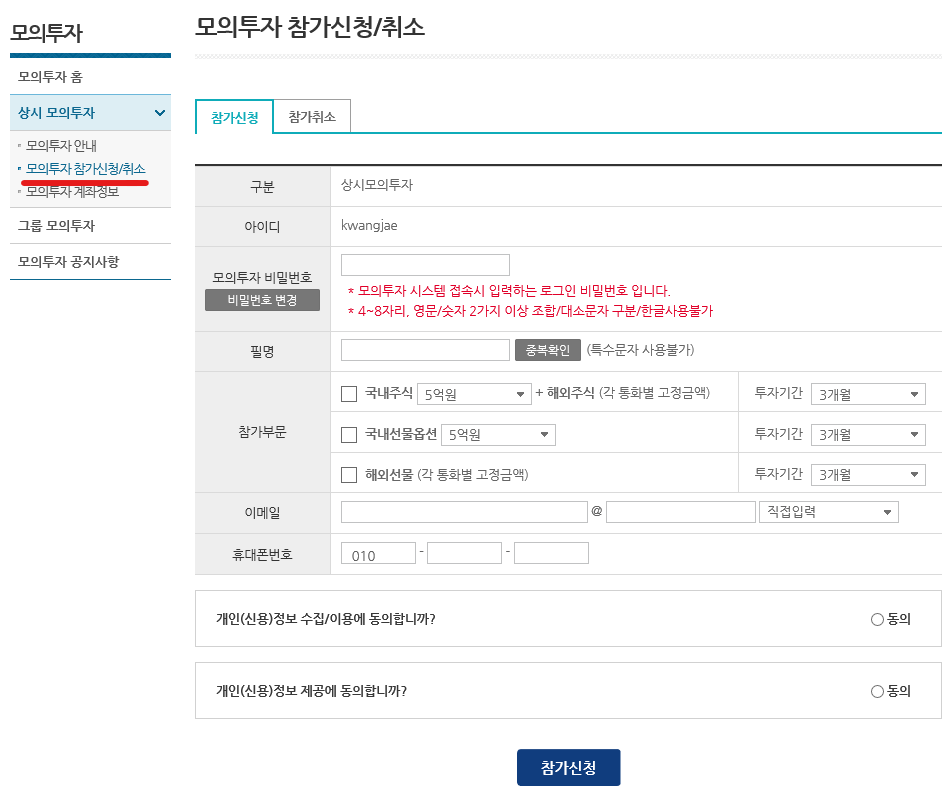 모의투자
모의투자 홈
상시 모의투자
모의투자 안내
모의투자 참가신청/취소
모의투자 계좌정보
그룹 모의투자
모의투자 공지사항
모의투자 참가신청/취소
참가신청 참가취소
구분 상시모의투자
아이디 kwangjae
모의투자 비밀번호
비밀번호 변경
* 모의투자 시스템 접속시 입력하는 로그인 비밀번호 입니다.
* 4~8자리, 영문/숫자 2가지 이상 조합/대소문자 구분/한글사용불가
필명 중복확인 (특수문자 사용불가)
참가부문
국내주식 5억원 + 해외주식 (각 통화별 고정금액) 투자기간 3개월
국내선물옵션 5억원 투자기간 3개월
해외선물 (각 통화별 고정금액) 투자기간 3개월
이메일 @ 직접입력
휴대폰번호 010 - -
개인(신용)정보 수집/이용에 동의합니까? 동의
개인(신용)정보 제공에 동의합니까? 동의
참가신청